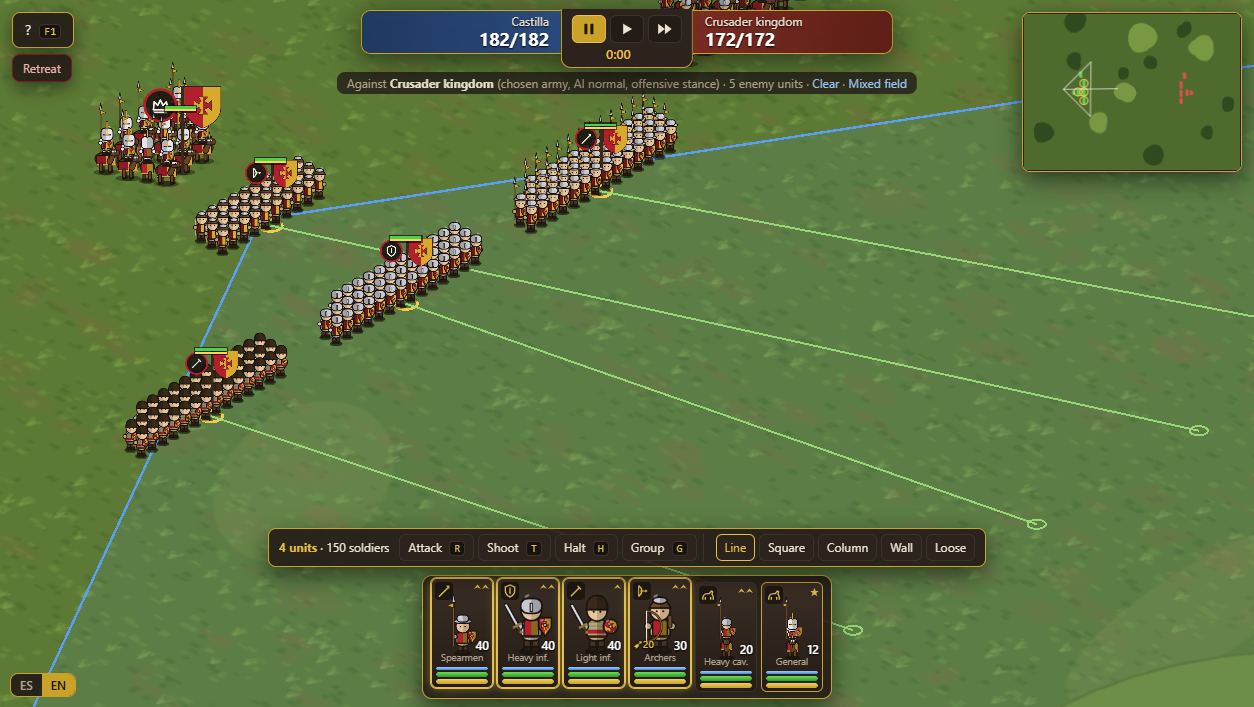 ? F1
Retreat
Castilla
182/182
0:00
Crusader kingdom
172/172
Against Crusader kingdom (chosen army, AI normal, offensive stance) · 5 enemy units · Clear · Mixed field
4 units · 150 soldiers Attack R Shoot T Halt H Group G Line Square Column Wall Loose
40 40 40 20 30 20 12
Spearmen Heavy inf. Light inf. Archers Heavy cav. General
ES EN